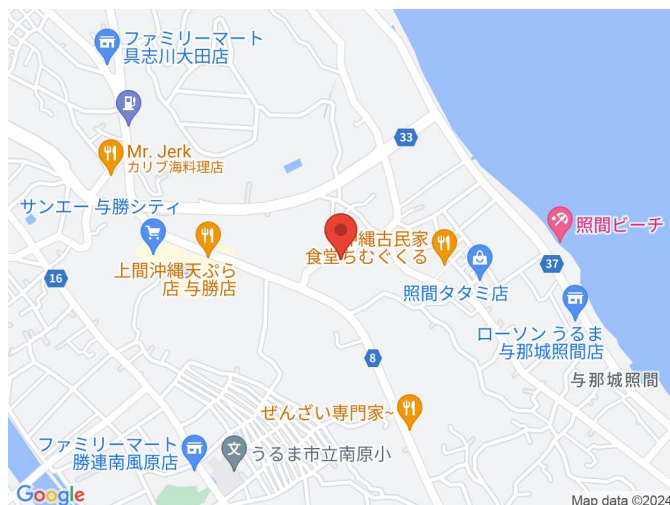 ファミリーマート
具志川大田店
33
Mr. Jerk
カリブ海料理店
サンエー 与勝シティ
照間ビーチ
縄古民家
食堂ちむぐくる
上間沖縄天ぷら
店 与勝店
16
37
照間タタミ店
ローソン うるま
与那城照間店
8
与那城照間
ぜんざい専門家~
ファミリーマート
勝連南風原店
文
うるま市立南原小
Google
Map data ©2024